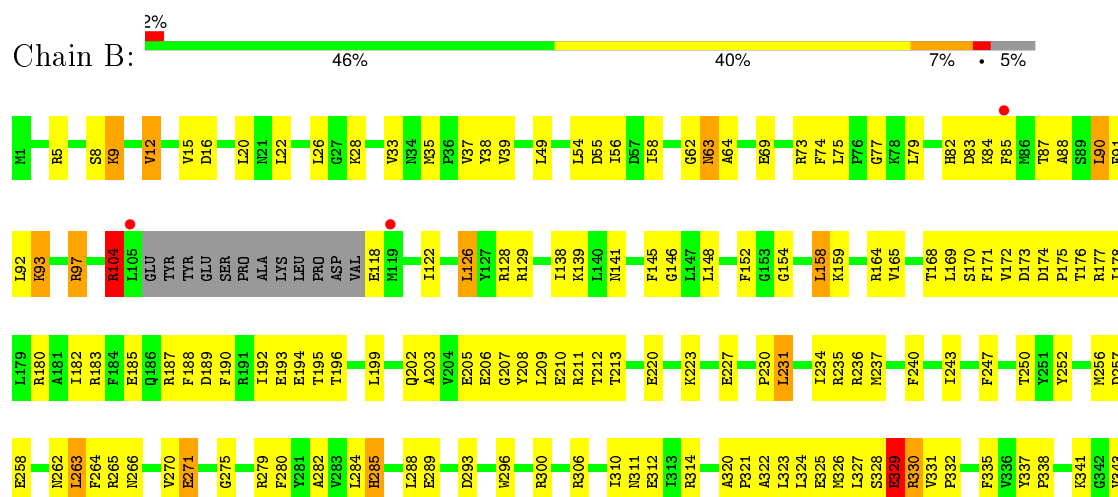 2%
Chain B:
46% 40% 7% • 5%
M1 R5 S8 K9 V12 V15 D16 L20 N21 L22 L26 G27 K28 V33 N34 M35 P36 V37 Y38 V39 L49 L54 D55 I56 D57 I58 G62 N63 A64 E69 R73 F74 L75 P76 G77 K78 L79 H82 D83 K84 F85 M86 T87 A88 S89 L90
L92 K93 R97 R104 L105 GLU TYR TYR GLU SER PRO ALA LYS LEU PRO ASP VAL E118 M119 I122 L126 Y127 R128 R129 I138 K139 L140 N141 F145 G146 L147 L148 F152 G153 G154 L158 K159 R164 V165 T168 L169 S170 F171 V172 D173 D174 P175 T176 R177
L179 R180 A181 I182 R183 F184 E185 Q186 R187 F188 D189 F190 R191 I192 E193 E194 T195 T196 L199 Q202 A203 V204 E205 E206 G207 Y208 L209 E210 R211 T212 T213 E220 K223 E227 P230 L231 I234 R235 R236 M237 F240 I243 F247 T250 Y251 Y252 M256
E258 N262 L263 F264 R265 N266 V270 E271 G275 R279 F280 Y281 A282 V283 L284 E285 L288 E289 D293 W296 R300 R306 I310 N311 E312 I313 R314 A320 P321 A322 L323 L324 E325 M326 L327 S328 E329 R330 V331 P332 F335 V336 Y337 P338 K341 G342